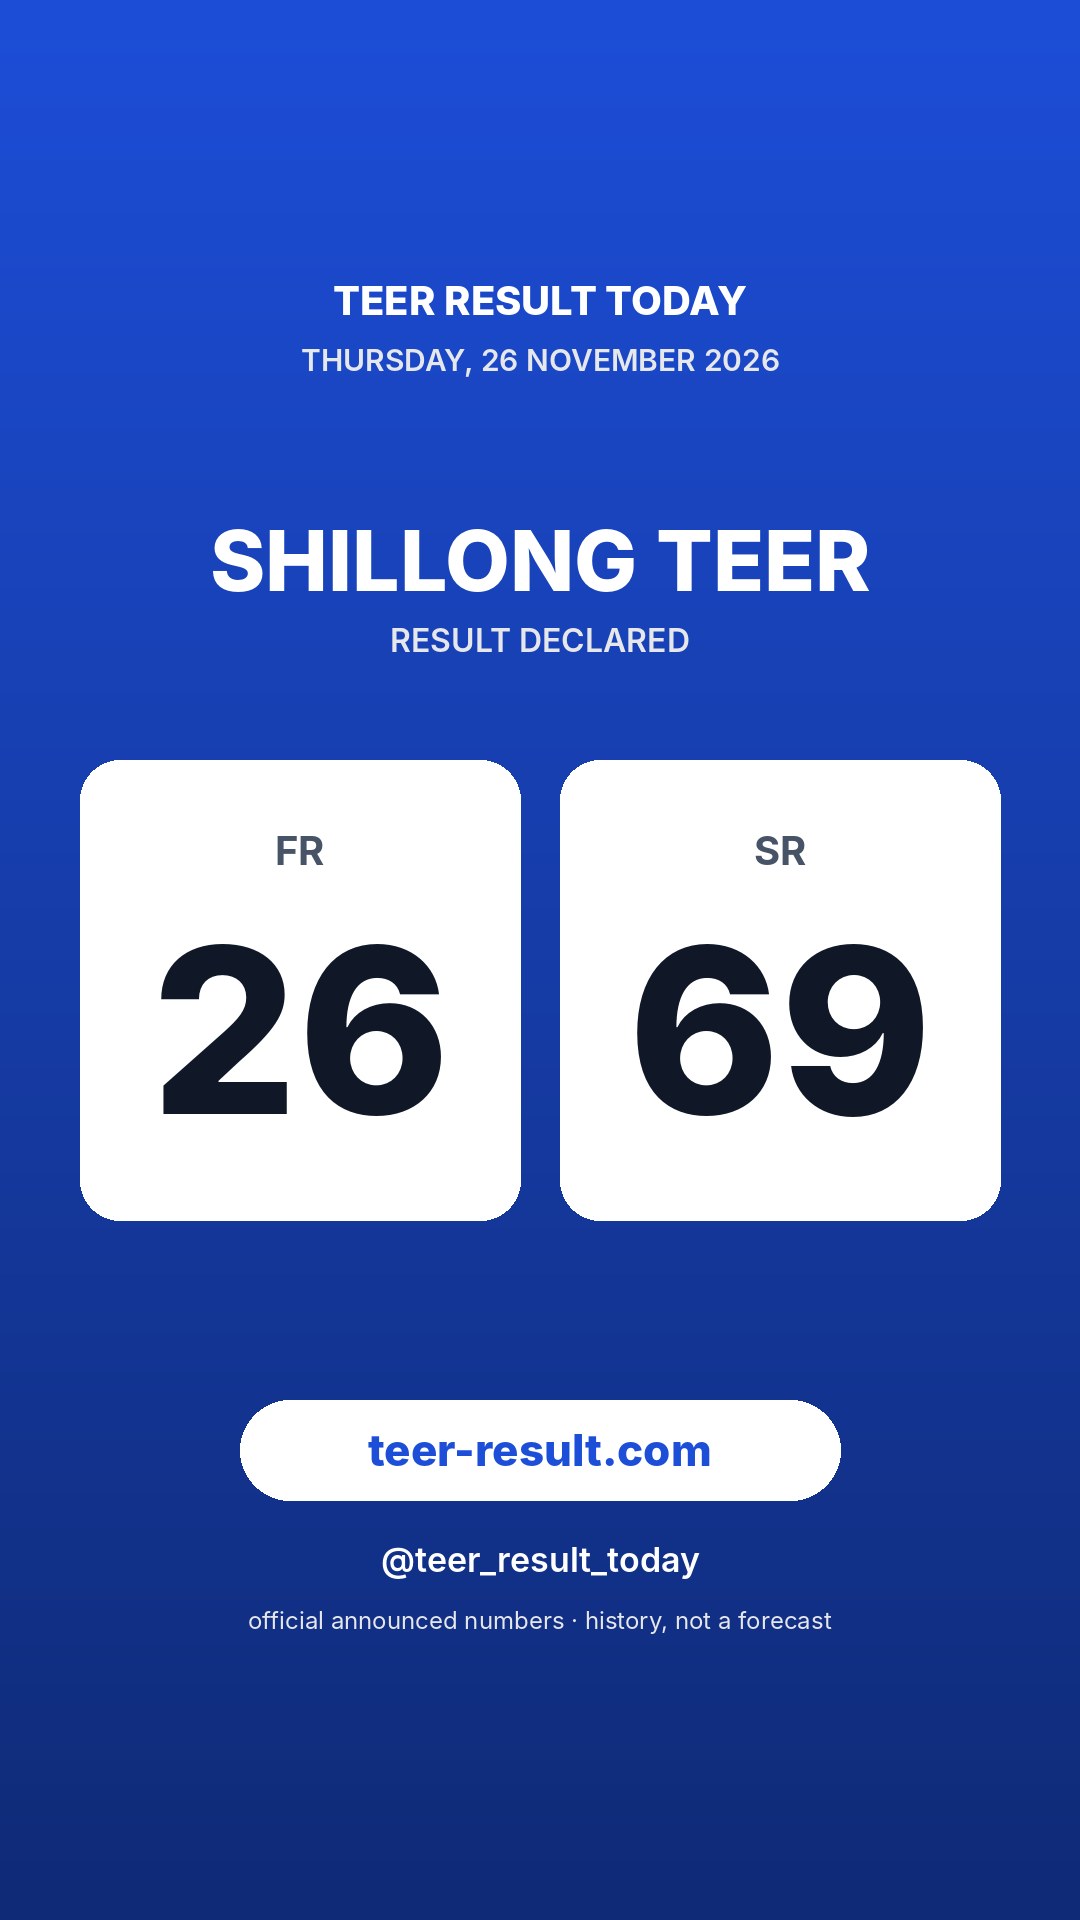 TEER RESULT TODAY
THURSDAY, 26 NOVEMBER 2026
SHILLONG TEER
RESULT DECLARED
FR
26
SR
69
teer-result.com
@teer_result_today
official announced numbers · history, not a forecast